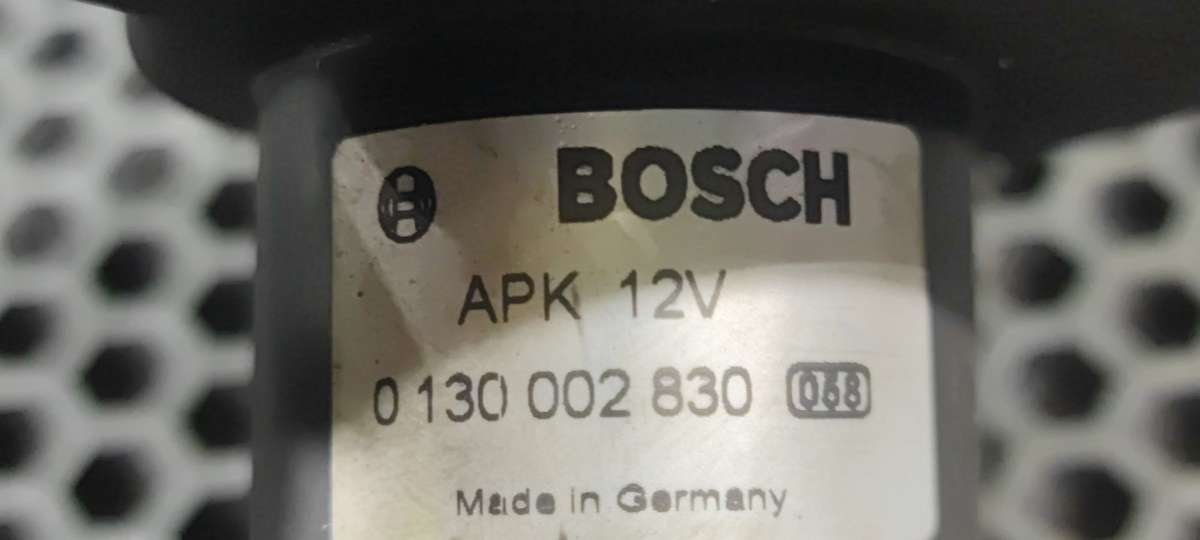 BOSCH
APK 12V
0 130 002 830 068
Made in Germany